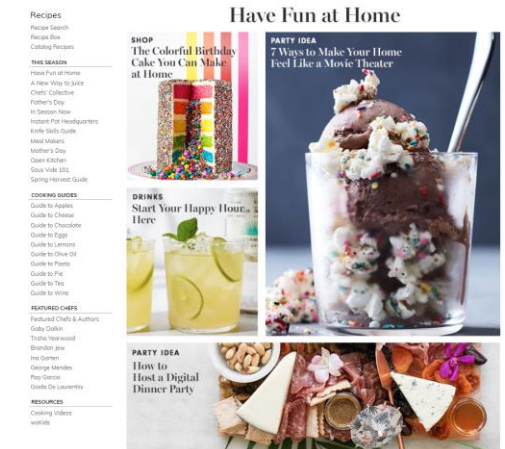 Recipes
Recipe Search
Recipe Box
Catalog Recipes
THIS SEASON
Have Fun at Home
A New Way to Juice
Chefs' Collective
Father's Day
In Season Now
Instant Pot Headquarters
Knife Skills Guide
Meal Makers
Mother's Day
Open Kitchen
Sous Vide 101
Spring Harvest Guide
COOKING GUIDES
Guide to Apples
Guide to Cheese
Guide to Chocolate
Guide to Eggs
Guide to Lemons
Guide to Olive Oil
Guide to Pasta
Guide to Pie
Guide to Tea
Guide to Wine
FEATURED CHEFS
Featured Chefs & Authors
Gaby Dalkin
Trisha Yearwood
Brandon Jew
Ina Garten
George Mendes
Ray Garcia
Giada De Laurentiis
RESOURCES
Cooking Videos
Have Fun at Home
SHOP
The Colorful Birthday
Cake You Can Make
at Home
PARTY IDEA
7 Ways to Make Your Home
Feel Like a Movie Theater
DRINKS
Start Your Happy Hour
Here
PARTY IDEA
How to
Host a Digital
Dinner Party